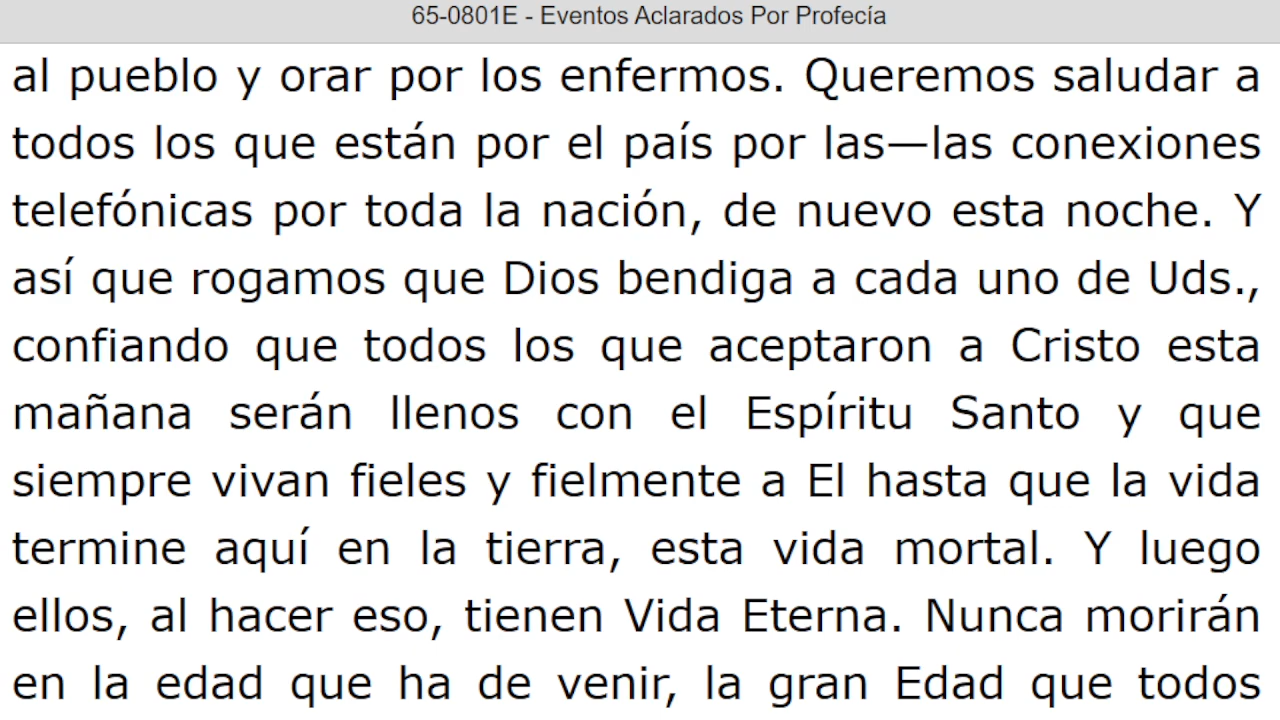 65-0801E - Eventos Aclarados Por Profecía
al pueblo y orar por los enfermos. Queremos saludar a
todos los que están por el país por las—las conexiones
telefónicas por toda la nación, de nuevo esta noche. Y
así que rogamos que Dios bendiga a cada uno de Uds.,
confiando que todos los que aceptaron a Cristo esta
mañana serán llenos con el Espíritu Santo y que
siempre vivan fieles y fielmente a El hasta que la vida
termine aquí en la tierra, esta vida mortal. Y luego
ellos, al hacer eso, tienen Vida Eterna. Nunca morirán
en la edad que ha de venir, la gran Edad que todos